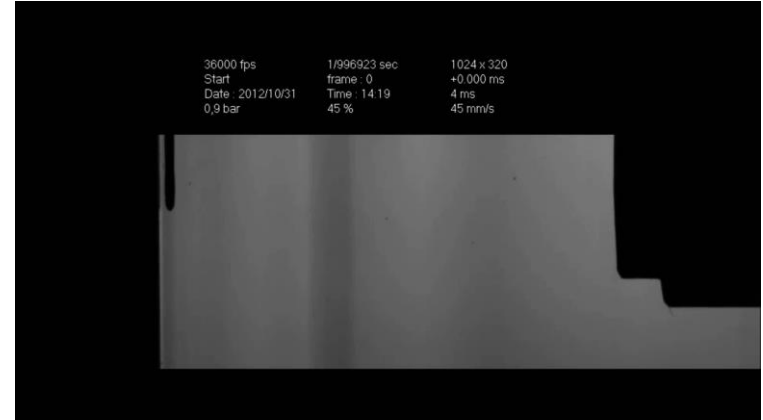 36000 fps 1/996923 sec 1024 x 320
Start frame : 0 +0.000 ms
Date : 2012/10/31 Time : 14:19 4 ms
0,9 bar 45 % 45 mm/s